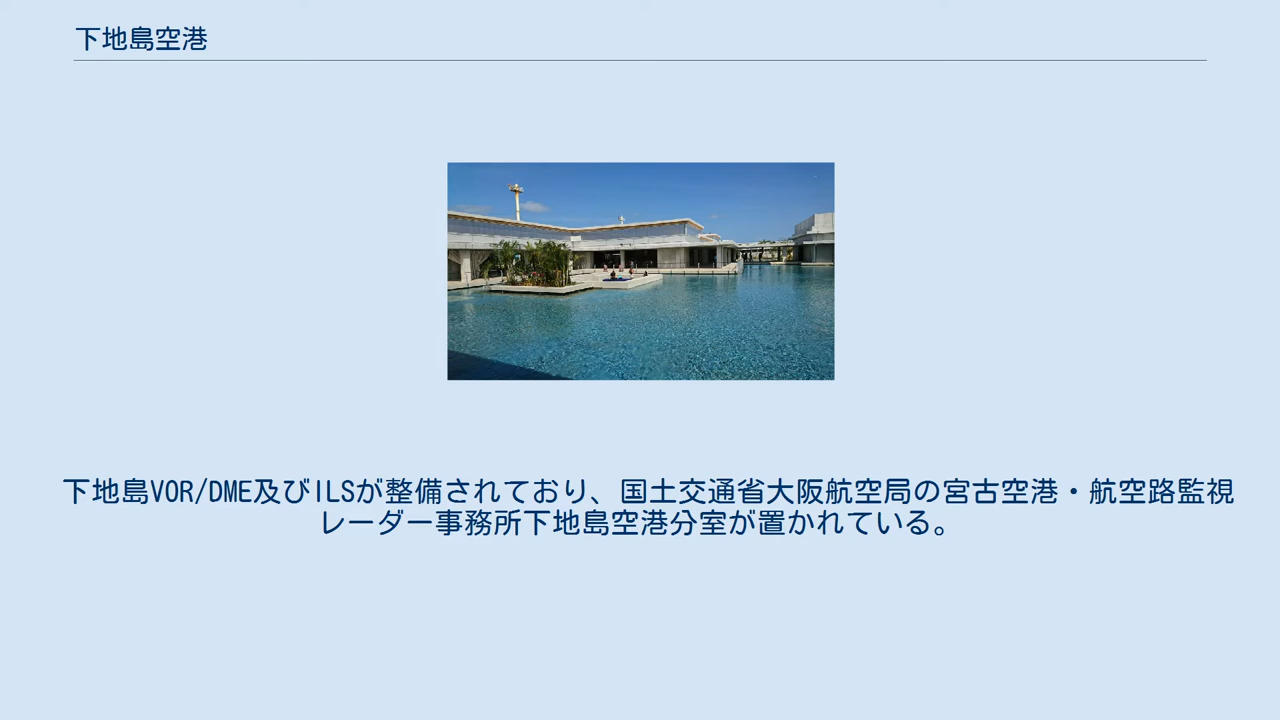 下地島空港
下地島VOR/DME及びILSが整備されており、国土交通省大阪航空局の宮古空港・航空路監視
レーダー事務所下地島空港分室が置かれている。